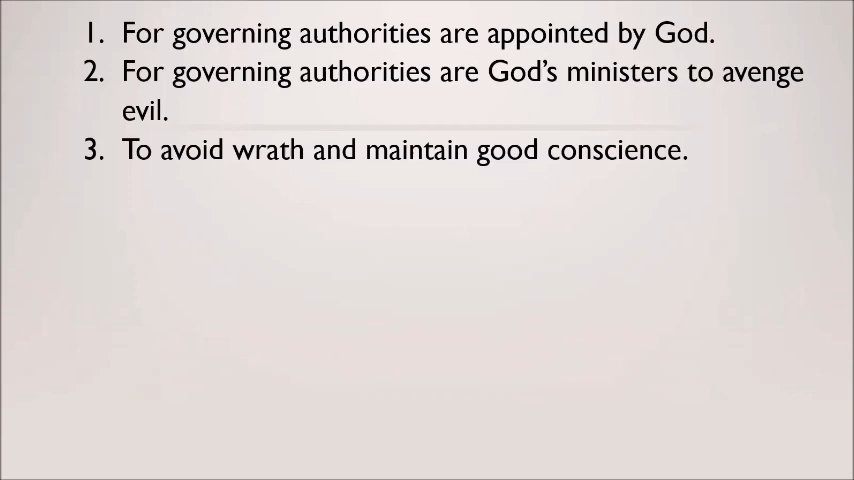 1. For governing authorities are appointed by God.
2. For governing authorities are God's ministers to avenge
evil.
3. To avoid wrath and maintain good conscience.